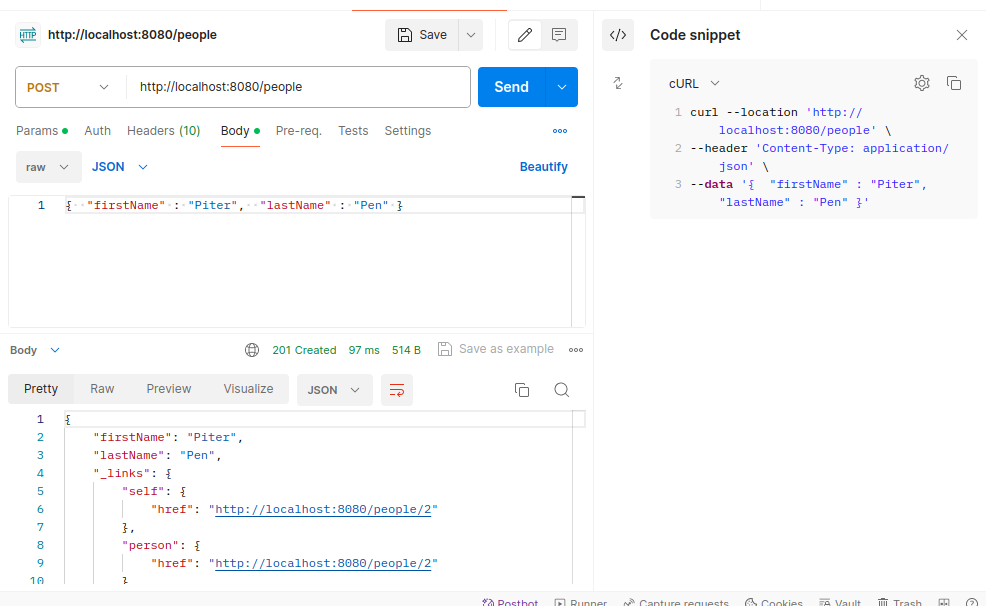 HTTP http://localhost:8080/people Save
POST http://localhost:8080/people Send
Params Auth Headers (10) Body Pre-req. Tests Settings
raw JSON Beautify
1 { "firstName" : "Piter", "lastName" : "Pen" }
Body 201 Created 97 ms 514 B Save as example
Pretty Raw Preview Visualize JSON
1 {
2 "firstName": "Piter",
3 "lastName": "Pen",
4 "_links": {
5 "self": {
6 "href": "http://localhost:8080/people/2"
7 },
8 "person": {
9 "href": "http://localhost:8080/people/2"
10 }
</> Code snippet
cURL
1 curl --location 'http://
localhost:8080/people' \
2 --header 'Content-Type: application/
json' \
3 --data '{  "firstName" : "Piter",
"lastName" : "Pen" }'
Postbot Runner Capture requests Cookies Vault Trash